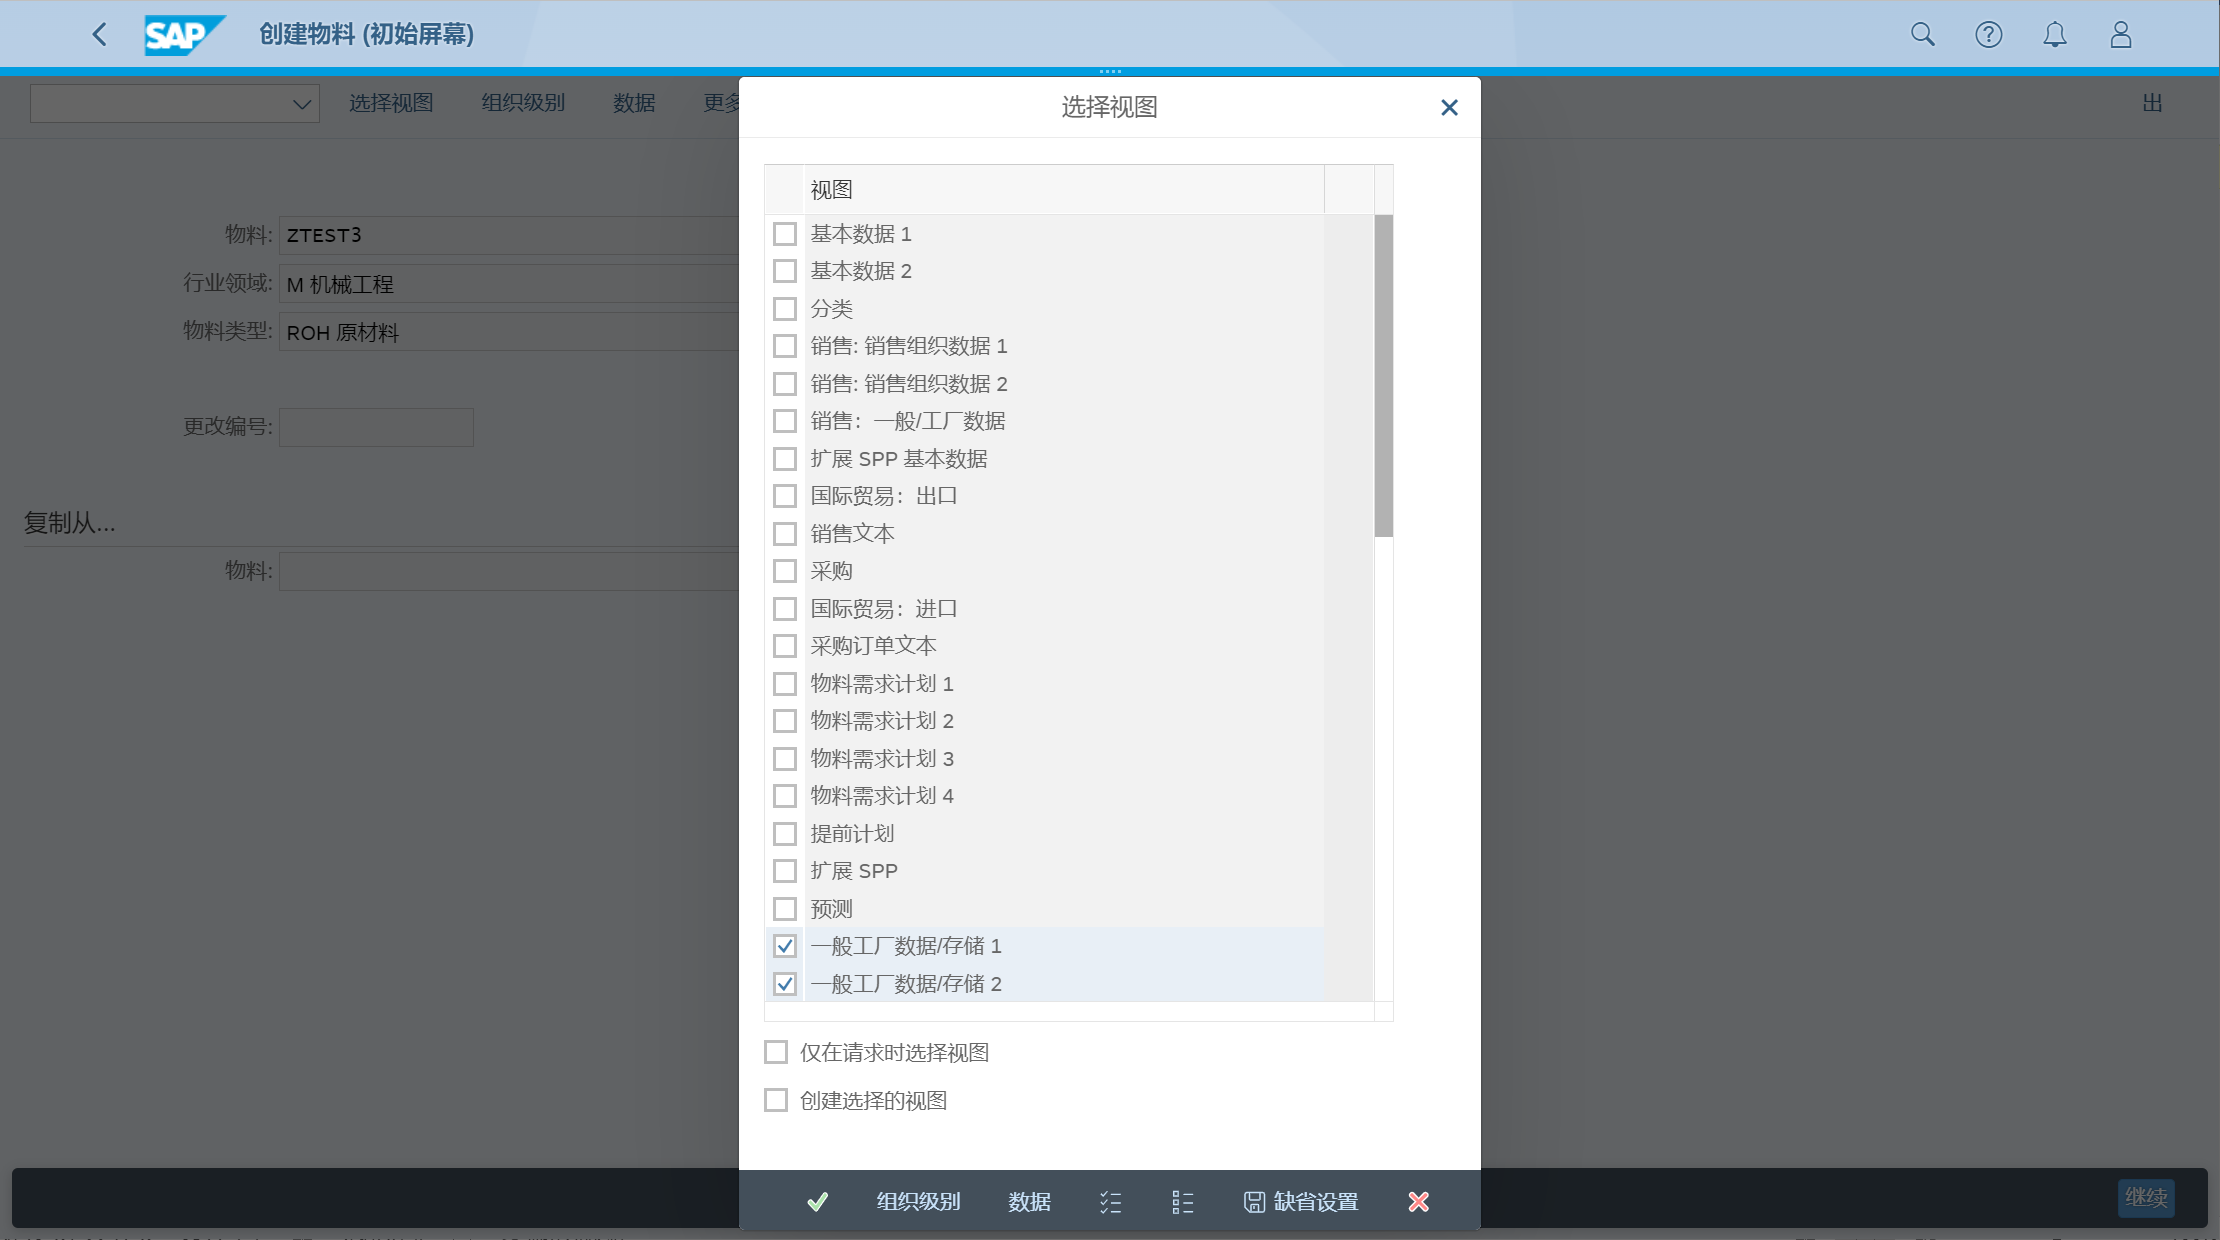 SAP 创建物料 (初始屏幕)
选择视图 组织级别 数据 更多
出
选择视图
物料: ZTEST3
行业领域: M 机械工程
物料类型: ROH 原材料
更改编号:
复制从...
物料:
视图
基本数据 1
基本数据 2
分类
销售: 销售组织数据 1
销售: 销售组织数据 2
销售：一般/工厂数据
扩展 SPP 基本数据
国际贸易：出口
销售文本
采购
国际贸易：进口
采购订单文本
物料需求计划 1
物料需求计划 2
物料需求计划 3
物料需求计划 4
提前计划
扩展 SPP
预测
一般工厂数据/存储 1
一般工厂数据/存储 2
仅在请求时选择视图
创建选择的视图
组织级别 数据 缺省设置
继续